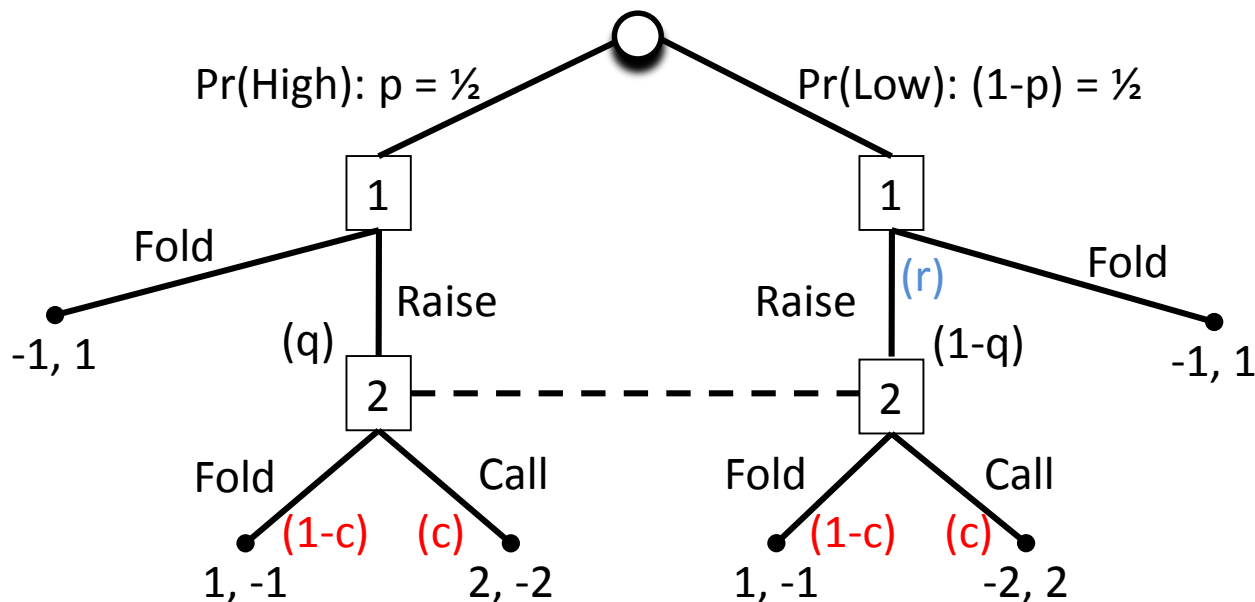 Pr(High): p = ½
Pr(Low): (1-p) = ½
1
1
Fold
Raise
Raise
(r)
Fold
-1, 1
(q)
(1-q)
-1, 1
2
2
Fold
Call
Fold
Call
(1-c)
(c)
(1-c)
(c)
1, -1
2, -2
1, -1
-2, 2